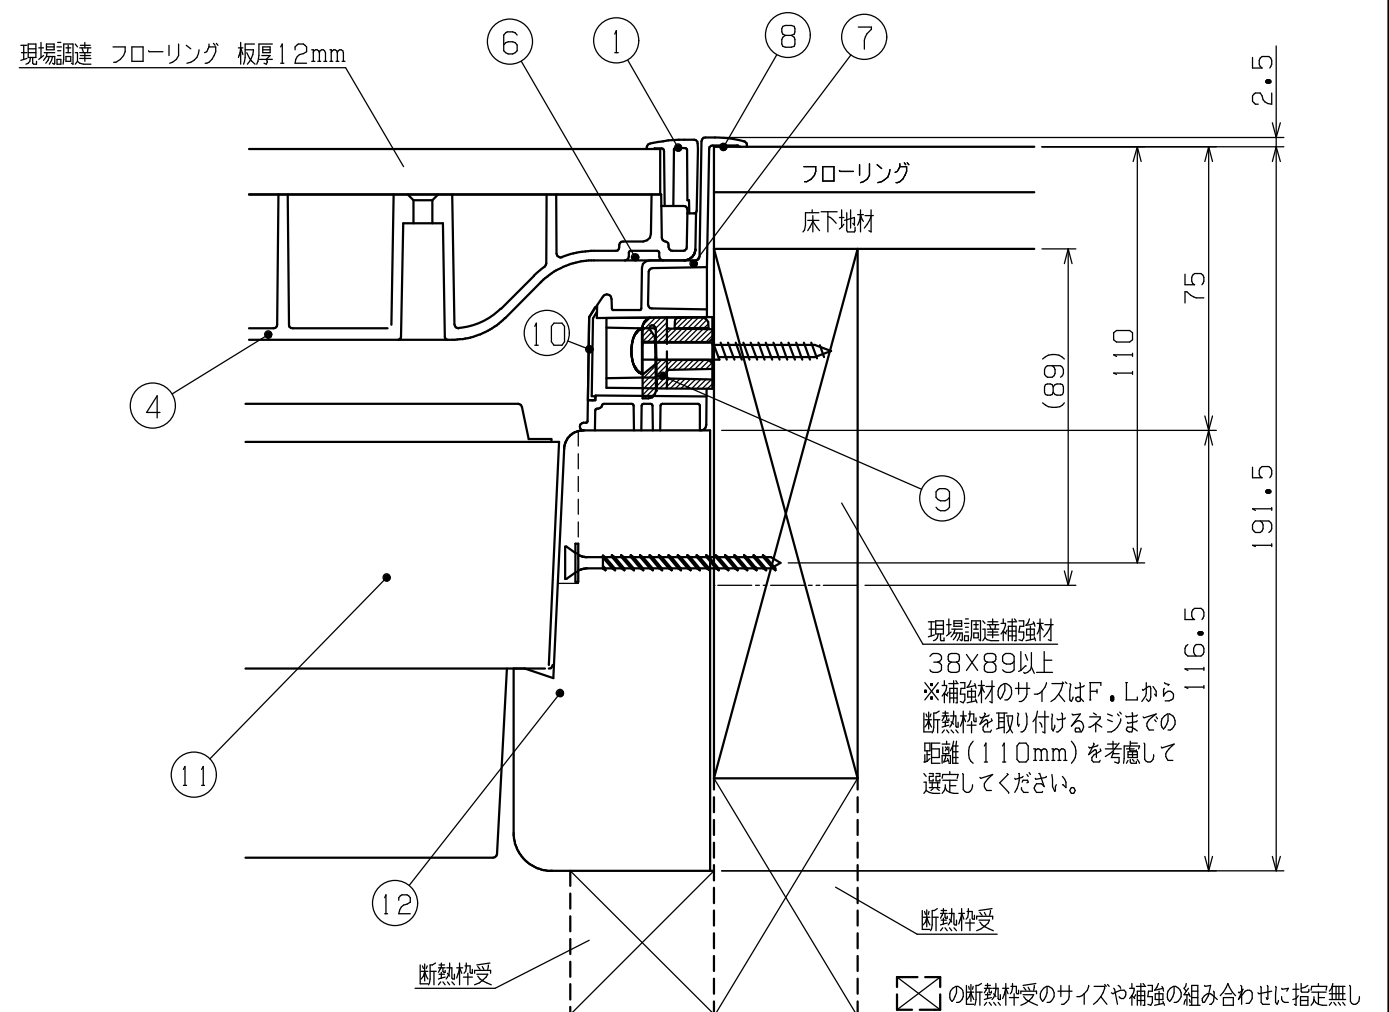 現場調達 フローリング 板厚12mm
6
1
8
7
2.5
フローリング
床下地材
75
110
(89)
10
4
9
191.5
116.5
11
現場調達補強材
38×89以上
※補強材のサイズはF.Lから
断熱枠を取り付けるネジまでの
距離(110mm)を考慮して
選定してください。
12
断熱枠受
断熱枠受
の断熱枠受のサイズや補強の組み合わせに指定無し